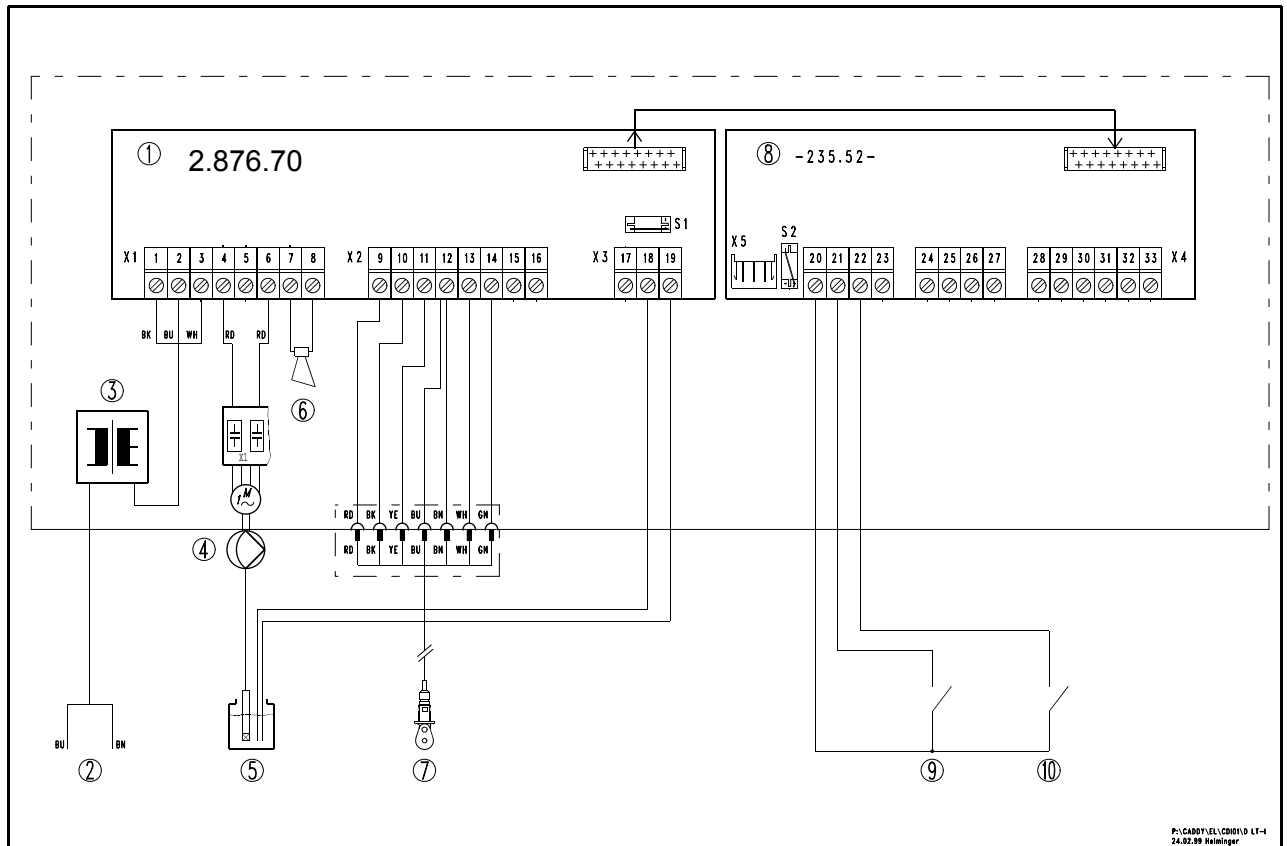 ① 2.876.70
⑧ -235.52-
S1
X1 1 2 3 4 5 6 7 8 X2 9 10 11 12 13 14 15 16 X3 17 18 19
X5 S2 20 21 22 23 24 25 26 27 28 29 30 31 32 33 X4
BK BU WH RD RD
③
⑥
X1
M
1~
RD BK YE BU BN WH GN
④
RD BK YE BU BN WH GN
BU BN
② ⑤ ⑦ ⑨ ⑩
P:\CADDY\EL\CDI01\D LT-I
24.02.99 Helminger